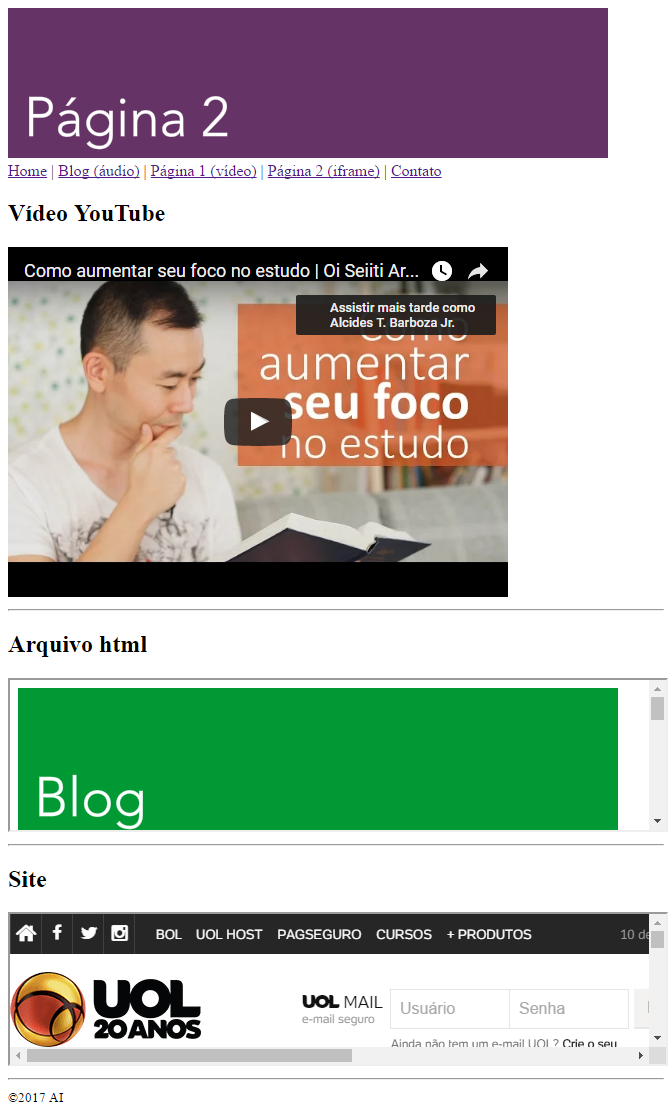 Página 2
Home | Blog (áudio) | Página 1 (vídeo) | Página 2 (iframe) | Contato
Vídeo YouTube
Como aumentar seu foco no estudo | Oi Seiiti Ar...
Assistir mais tarde como
Alcides T. Barboza Jr.
como
aumentar
seu foco
no estudo
Arquivo html
Blog
Site
BOL UOL HOST PAGSEGURO CURSOS + PRODUTOS 10 de
UOL
20 ANOS
UOL MAIL
e-mail seguro
Usuário Senha
Ainda não tem um e-mail UOL? Crie o seu
©2017 AI